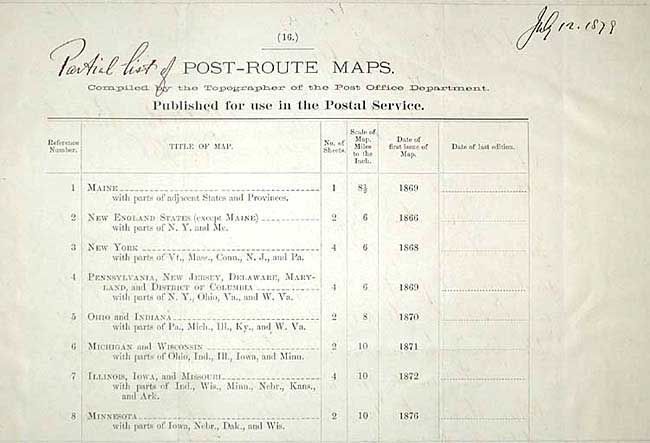 July 12. 1879
(16.)
Partial list of POST-ROUTE MAPS.
Compiled by the Topographer of the Post Office Department.
Published for use in the Postal Service.
Reference Number. TITLE OF MAP. No. of Sheets. Scale of Map. Miles to the Inch. Date of first issue of Map. Date of last edition.
1 MAINE 1 8½ 1869
with parts of adjacent States and Provinces.
2 NEW ENGLAND STATES (except MAINE) 2 6 1866
with parts of N. Y. and Me.
3 NEW YORK 4 6 1868
with parts of Vt., Mass., Conn., N. J., and Pa.
4 PENNSYLVANIA, NEW JERSEY, DELAWARE, MARY-
LAND, and DISTRICT OF COLUMBIA 4 6 1869
with parts of N. Y., Ohio, Va., and W. Va.
5 OHIO and INDIANA 2 8 1870
with parts of Pa., Mich., Ill., Ky., and W. Va.
6 MICHIGAN and WISCONSIN 2 10 1871
with parts of Ohio, Ind., Ill., Iowa, and Minn.
7 ILLINOIS, IOWA, and MISSOURI 4 10 1872
with parts of Ind., Wis., Minn., Nebr., Kans.,
and Ark.
8 MINNESOTA 2 10 1876
with parts of Iowa, Nebr., Dak., and Wis.